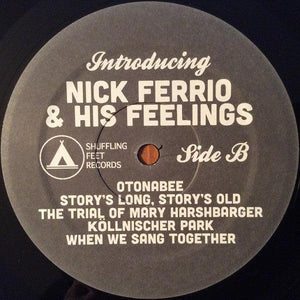 Introducing
NICK FERRIO
& HIS FEELINGS
SHUFFLING
FEET
RECORDS
Side B
OTONABEE
STORY'S LONG, STORY'S OLD
THE TRIAL OF MARY HARSHBARGER
KÖLLNISCHER PARK
WHEN WE SANG TOGETHER